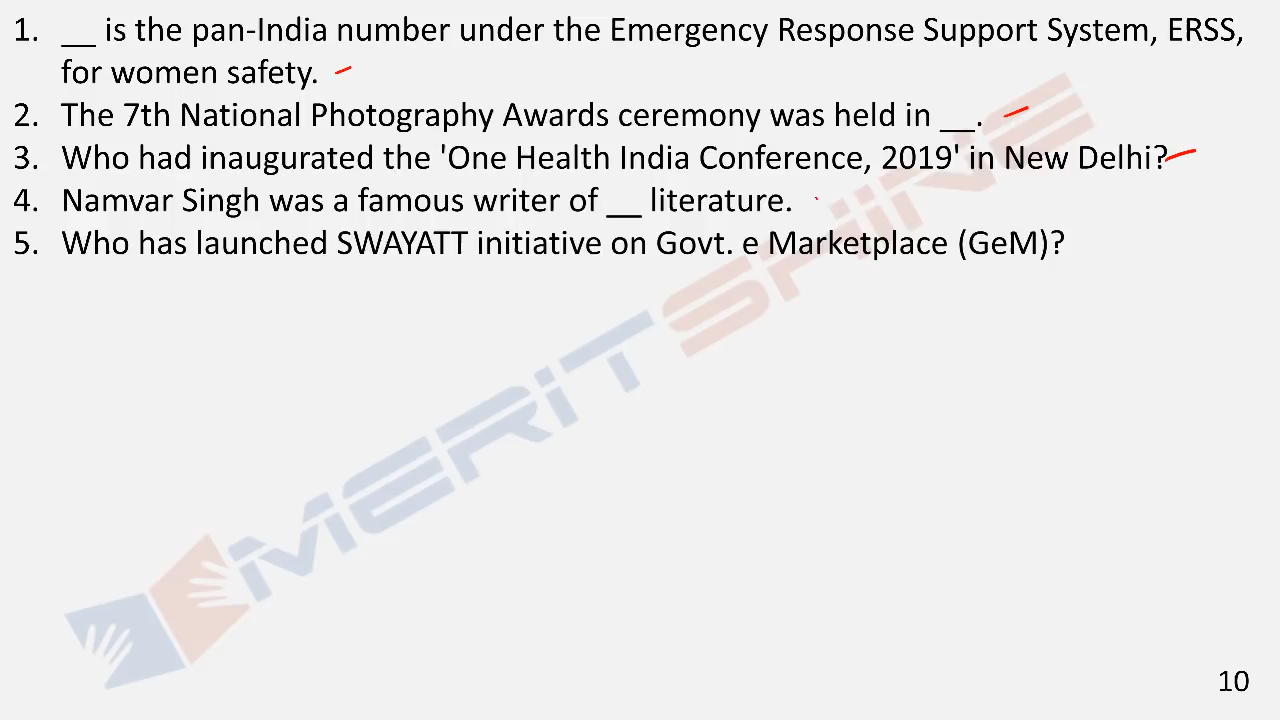 1. __ is the pan-India number under the Emergency Response Support System, ERSS,
for women safety.
2. The 7th National Photography Awards ceremony was held in __.
3. Who had inaugurated the 'One Health India Conference, 2019' in New Delhi?
4. Namvar Singh was a famous writer of __ literature.
5. Who has launched SWAYATT initiative on Govt. e Marketplace (GeM)?
MERiTSHiNE
10